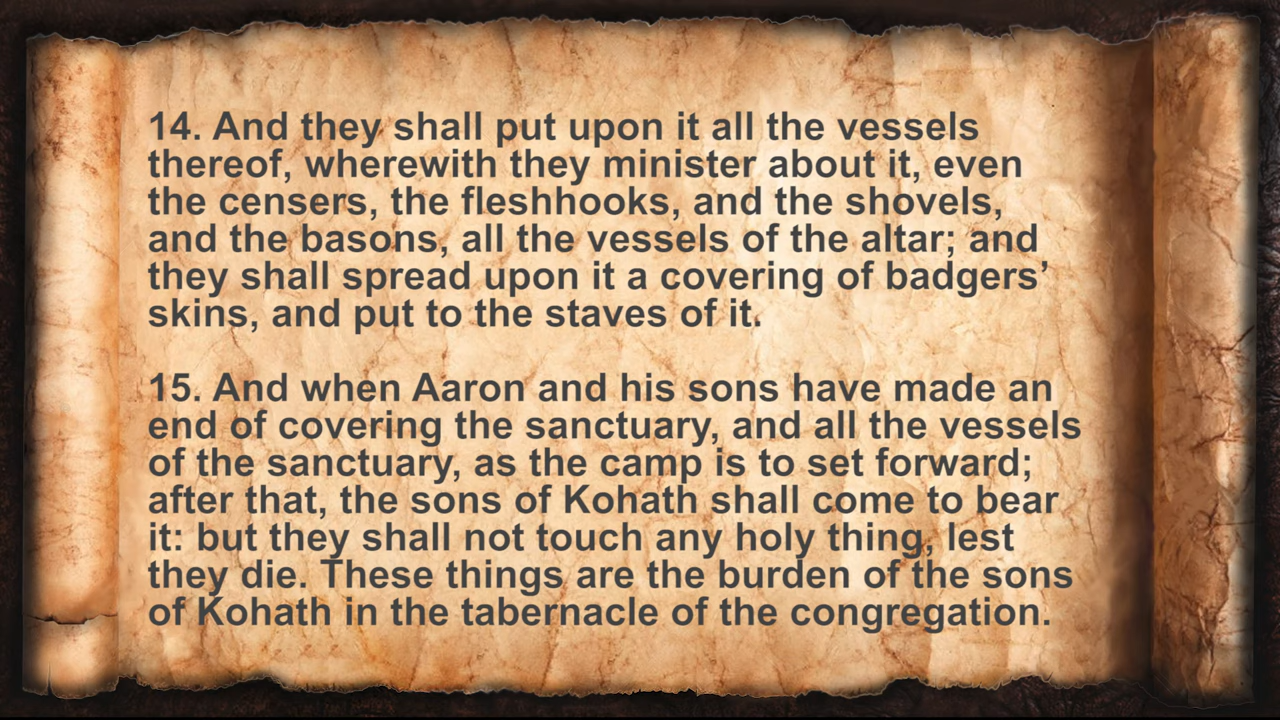 14. And they shall put upon it all the vessels
thereof, wherewith they minister about it, even
the censers, the fleshhooks, and the shovels,
and the basons, all the vessels of the altar; and
they shall spread upon it a covering of badgers’
skins, and put to the staves of it.
15. And when Aaron and his sons have made an
end of covering the sanctuary, and all the vessels
of the sanctuary, as the camp is to set forward;
after that, the sons of Kohath shall come to bear
it: but they shall not touch any holy thing, lest
they die. These things are the burden of the sons
of Kohath in the tabernacle of the congregation.